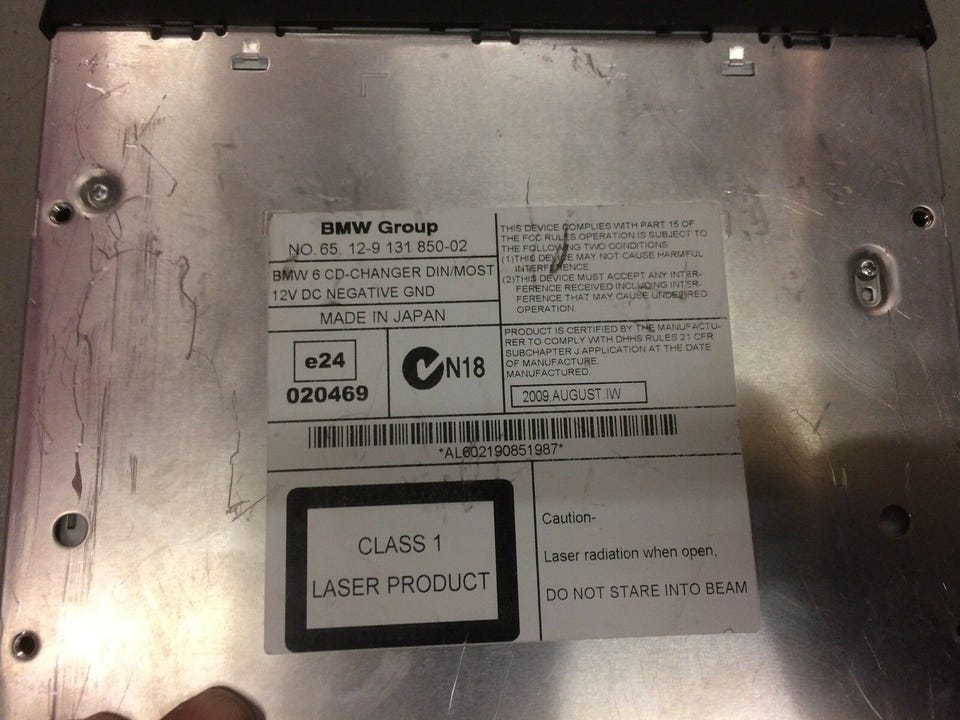 BMW Group
NO. 65. 12-9 131 850-02
BMW 6 CD-CHANGER DIN/MOST
12V DC NEGATIVE GND
MADE IN JAPAN
e24
020469
N18
THIS DEVICE COMPLIES WITH PART 15 OF
THE FCC RULES OPERATION IS SUBJECT TO
THE FOLLOWING TWO CONDITIONS:
(1)THIS DEVICE MAY NOT CAUSE HARMFUL
INTERFERENCE.
(2)THIS DEVICE MUST ACCEPT ANY INTER-
FERENCE RECEIVED INCLUDING INTER-
FERENCE THAT MAY CAUSE UNDESIRED
OPERATION.
PRODUCT IS CERTIFIED BY THE MANUFACTU-
RER TO COMPLY WITH DHHS RULES 21 CFR
SUBCHAPTER J APPLICATION AT THE DATE
OF MANUFACTURE.
MANUFACTURED.
2009.AUGUST.IW
*AL602190851987*
CLASS 1
LASER PRODUCT
Caution-
Laser radiation when open,
DO NOT STARE INTO BEAM